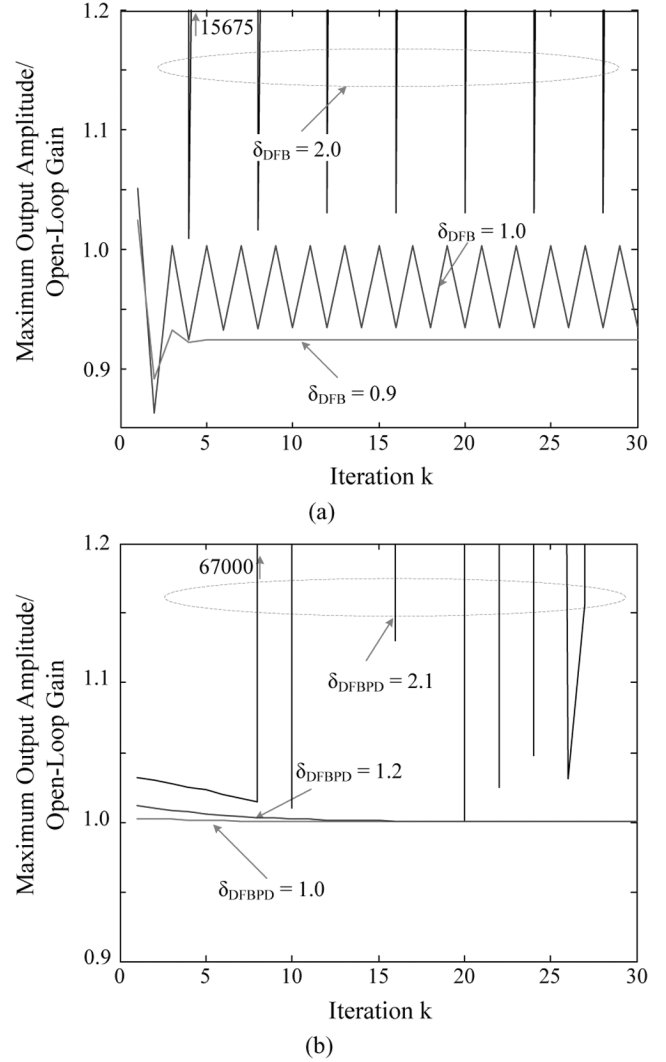 1.2
15675
Maximum Output Amplitude/
Open-Loop Gain
1.1
δDFB = 2.0
δDFB = 1.0
1.0
0.9
δDFB = 0.9
0 5 10 15 20 25 30
Iteration k
(a)
1.2
67000
Maximum Output Amplitude/
Open-Loop Gain
δDFBPD = 2.1
1.1
δDFBPD = 1.2
1.0
δDFBPD = 1.0
0.9
0 5 10 15 20 25 30
Iteration k
(b)